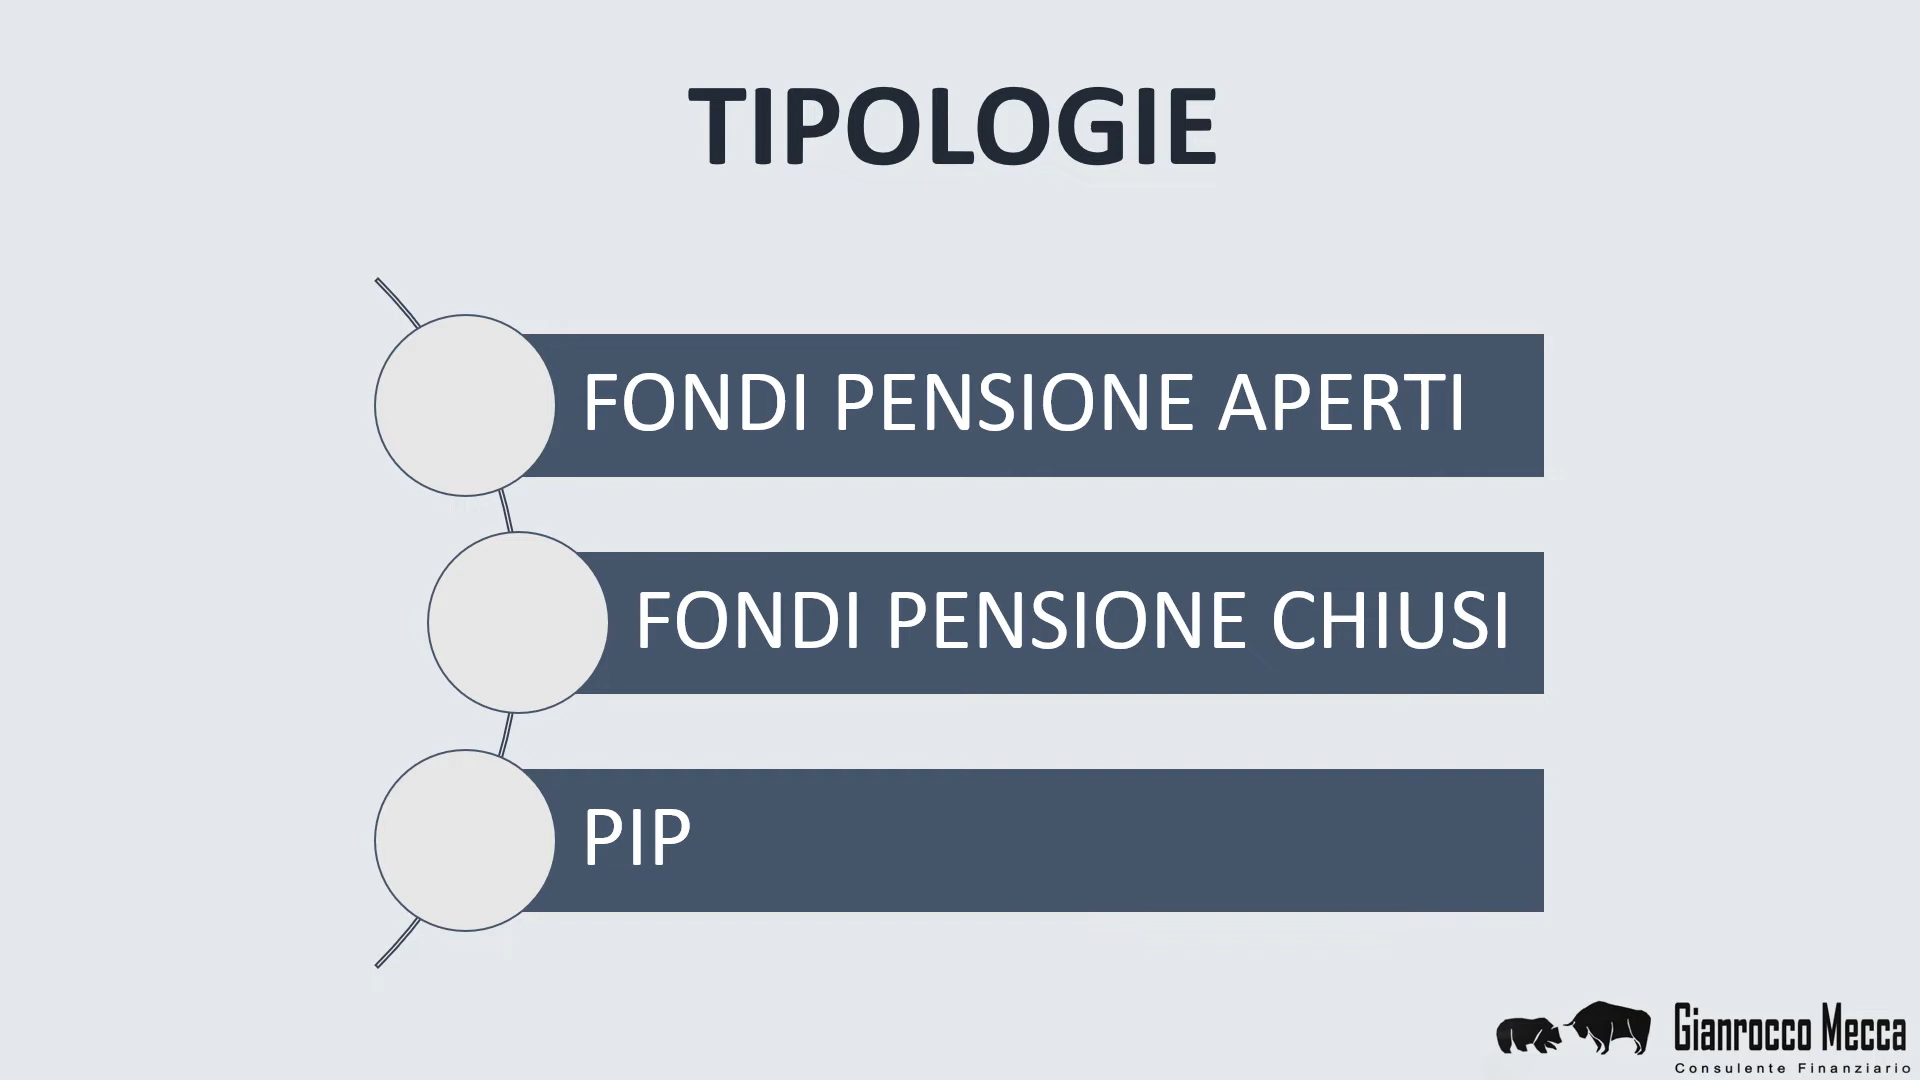 TIPOLOGIE
FONDI PENSIONE APERTI
FONDI PENSIONE CHIUSI
PIP
Gianrocco Mecca
Consulente Finanziario